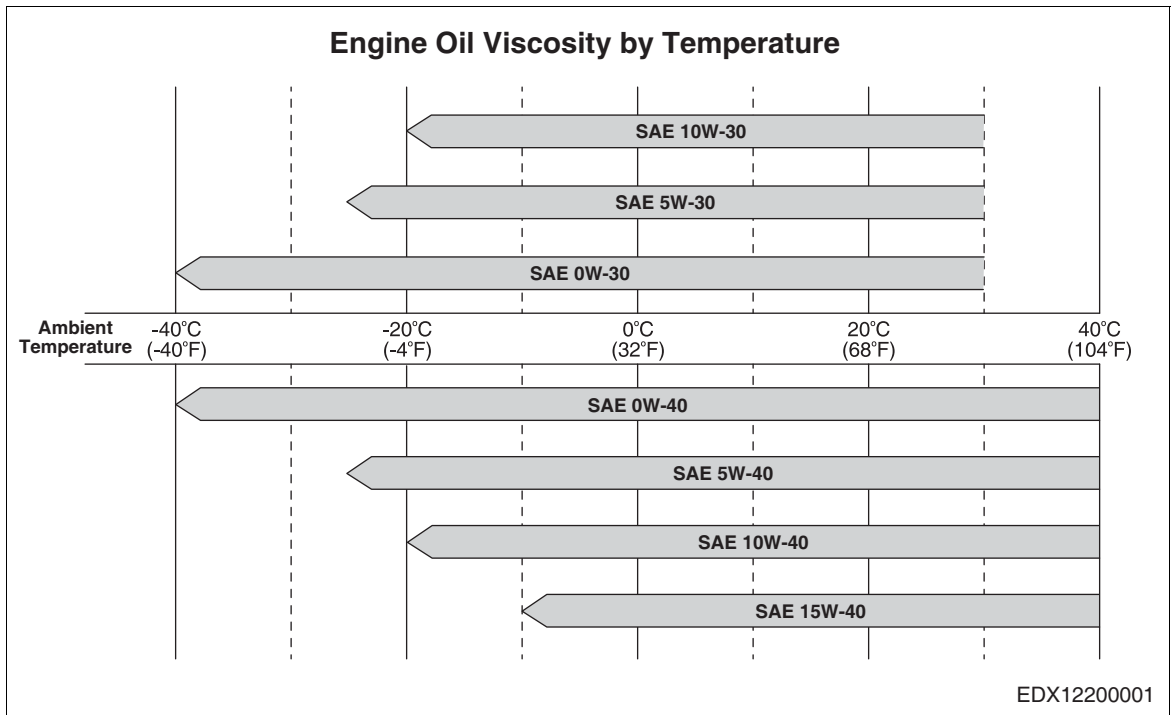 Engine Oil Viscosity by Temperature
SAE 10W-30
SAE 5W-30
SAE 0W-30
Ambient Temperature
-40°C (-40°F)
-20°C (-4°F)
0°C (32°F)
20°C (68°F)
40°C (104°F)
SAE 0W-40
SAE 5W-40
SAE 10W-40
SAE 15W-40
EDX12200001